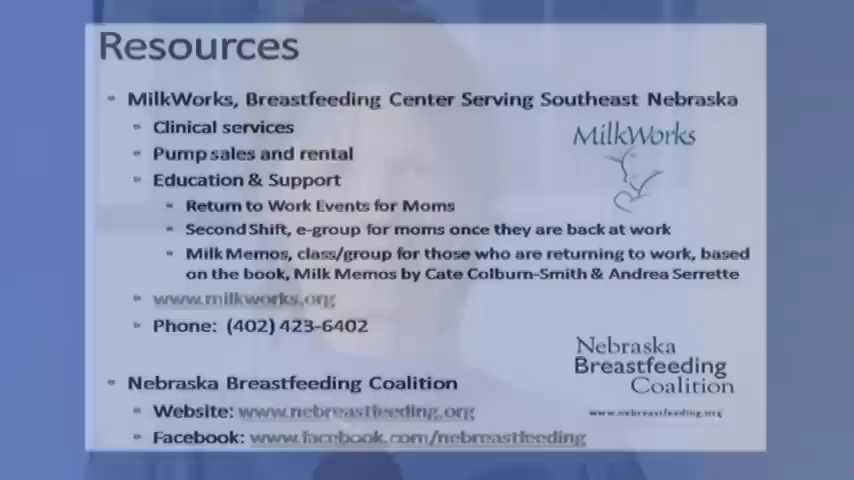 Resources
MilkWorks, Breastfeeding Center Serving Southeast Nebraska
Clinical services
MilkWorks
Pump sales and rental
Education & Support
Return to Work Events for Moms
Second Shift, e-group for moms once they are back at work
Milk Memos, class/group for those who are returning to work, based
on the book, Milk Memos by Cate Colburn-Smith & Andrea Serrette
www.milkworks.org
Phone: (402) 423-6402
Nebraska
Breastfeeding
Coalition
www.nebreastfeeding.org
Nebraska Breastfeeding Coalition
Website: www.nebreastfeeding.org
Facebook: www.facebook.com/nebreastfeeding